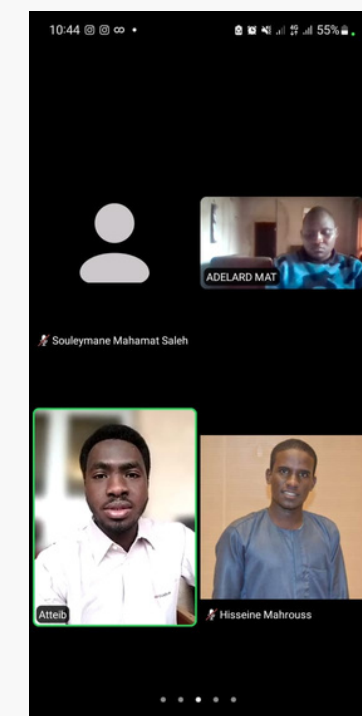 10:44
55%
ADELARD MAT
Souleymane Mahamat Saleh
Atteib
Hisseine Mahrouss